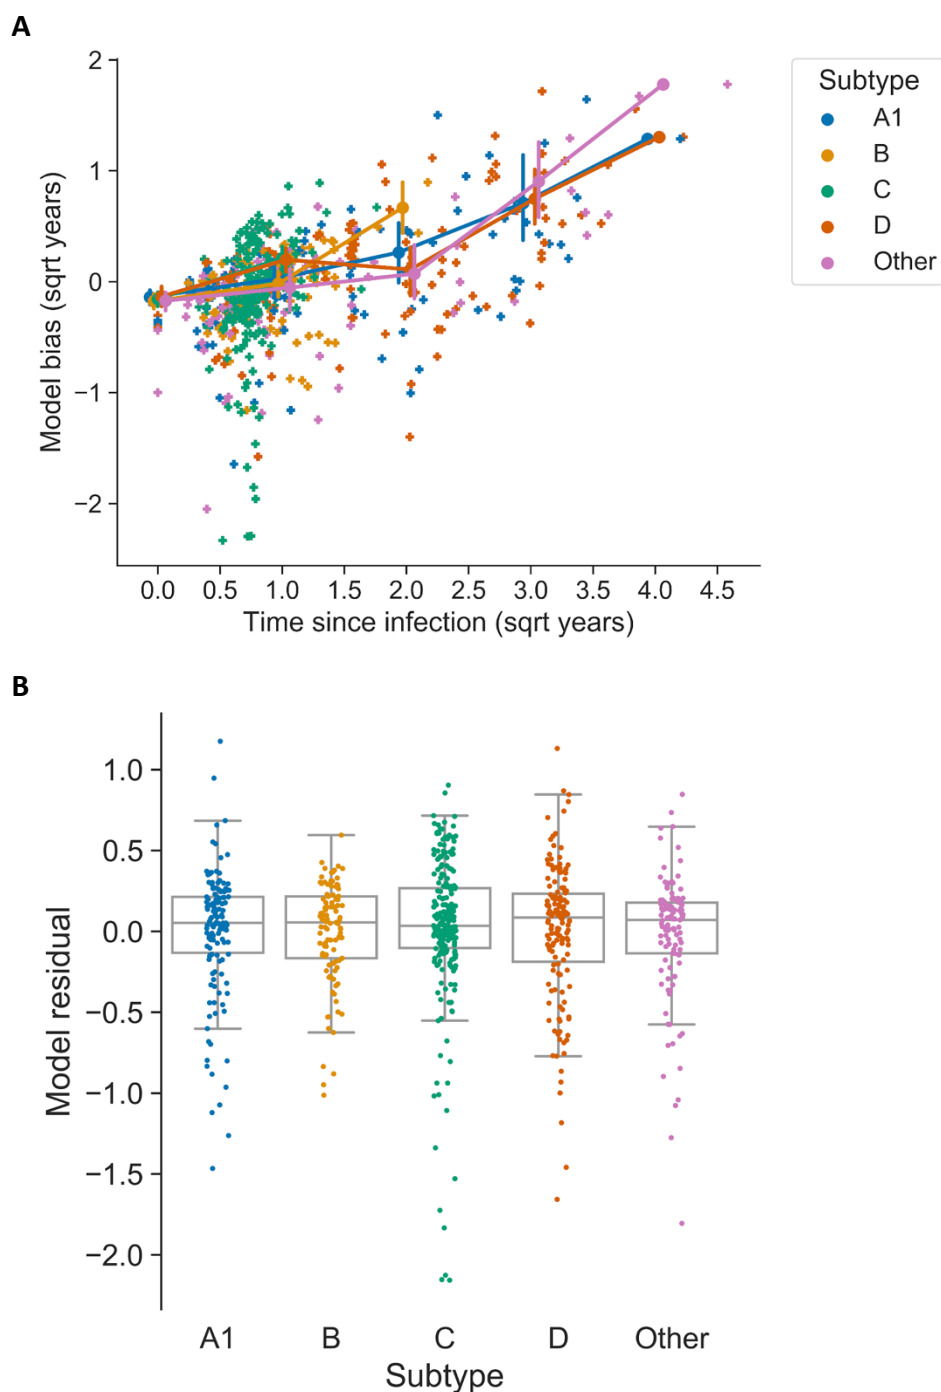 A
Model bias (sqrt years)
2
1
0
−1
−2
0.0 0.5 1.0 1.5 2.0 2.5 3.0 3.5 4.0 4.5
Time since infection (sqrt years)
Subtype
A1
B
C
D
Other
B
Model residual
1.0
0.5
0.0
−0.5
−1.0
−1.5
−2.0
A1 B C D Other
Subtype